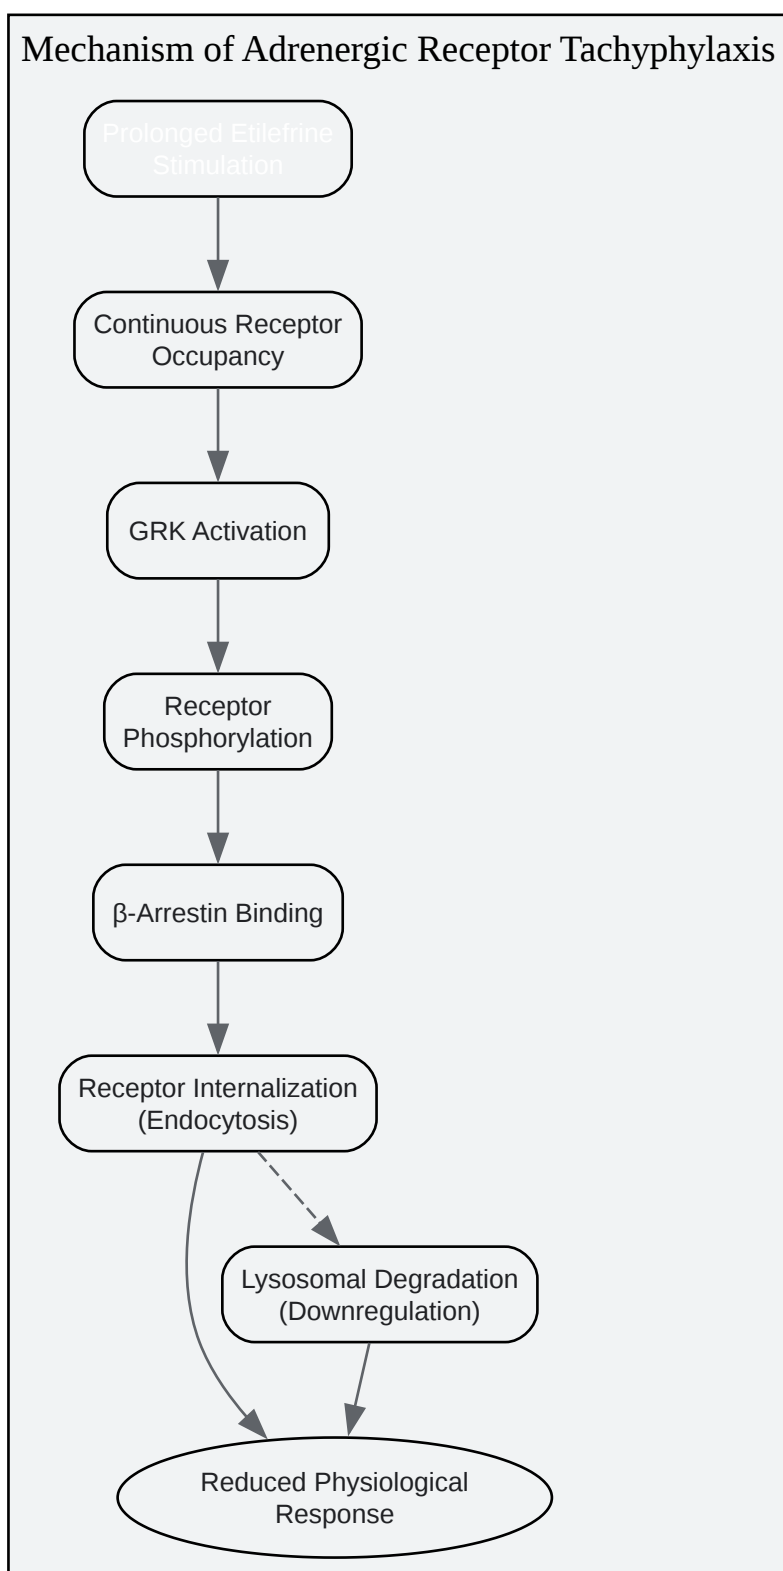 Mechanism of Adrenergic Receptor Tachyphylaxis
Prolonged Etilefrine
Stimulation
Continuous Receptor
Occupancy
GRK Activation
Receptor
Phosphorylation
β-Arrestin Binding
Receptor Internalization
(Endocytosis)
Lysosomal Degradation
(Downregulation)
Reduced Physiological
Response